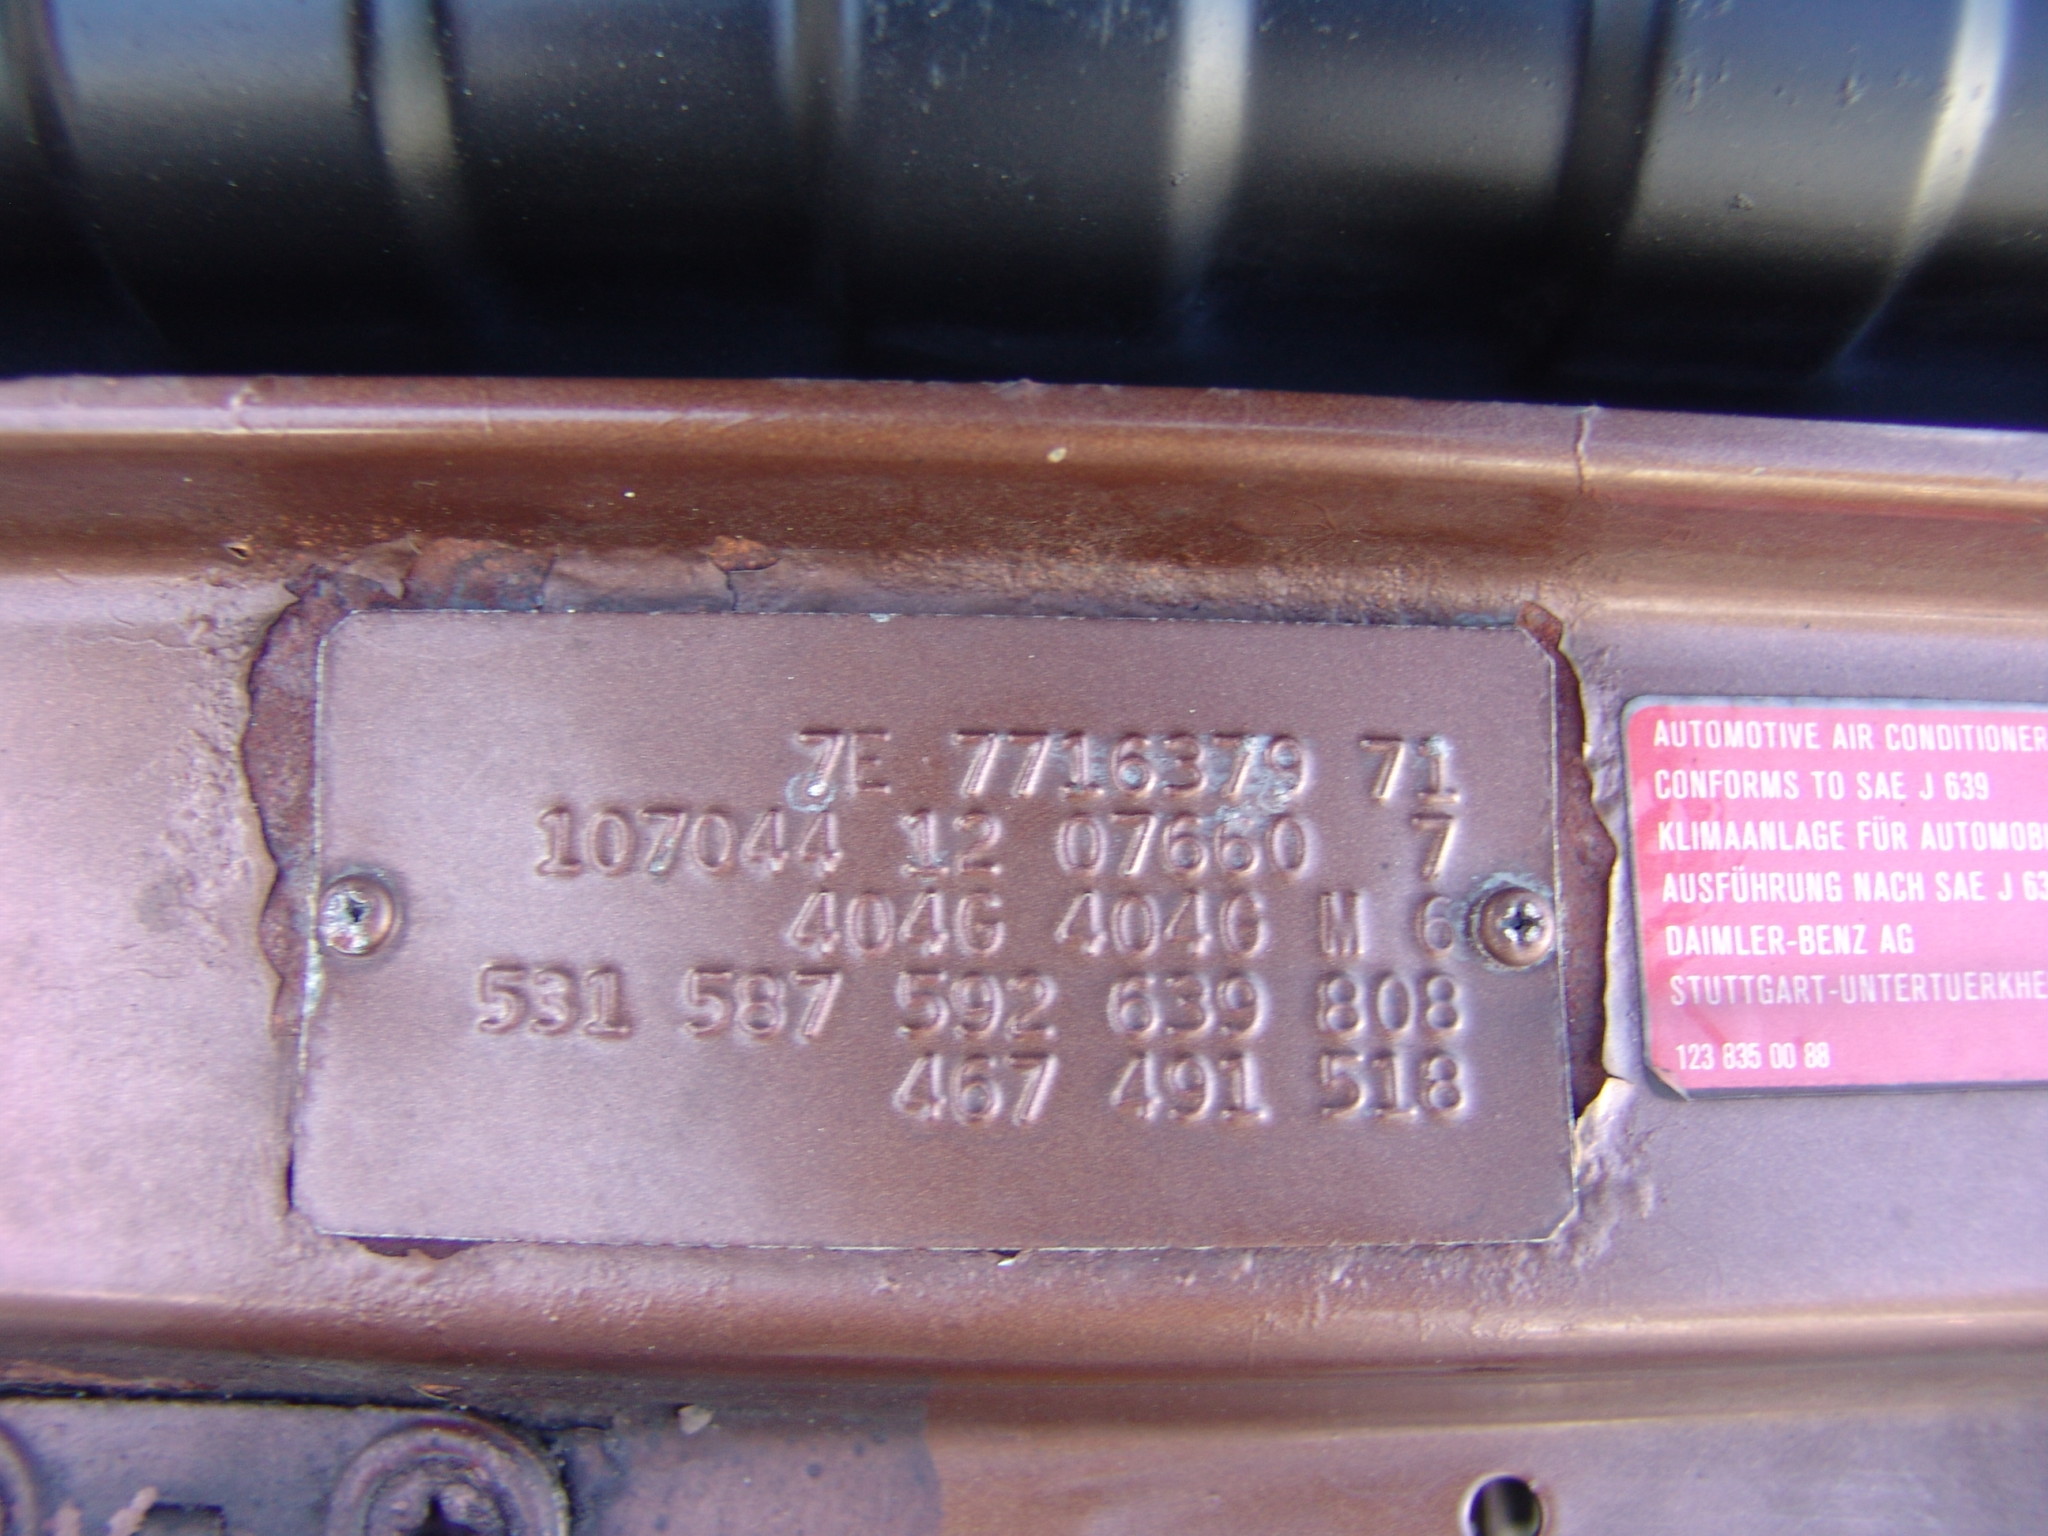 7E 7716379 71
107044 12 07660 7
404G 404G M 6
531 587 592 639 808
467 491 518
AUTOMOTIVE AIR CONDITIONER
CONFORMS TO SAE J 639
KLIMAANLAGE FÜR AUTOMOBI
AUSFÜHRUNG NACH SAE J 63
DAIMLER-BENZ AG
STUTTGART-UNTERTUERKHE
123 835 00 88